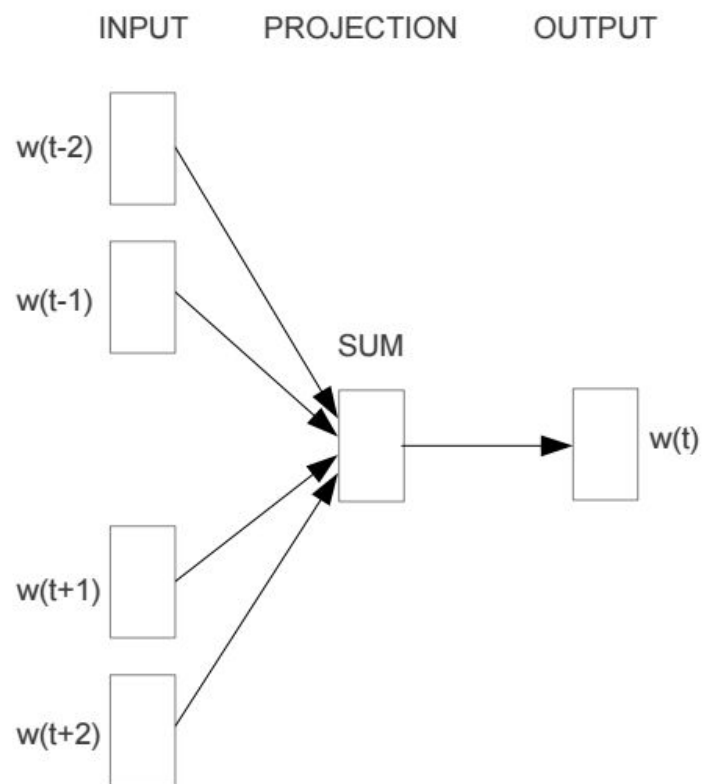 INPUT PROJECTION OUTPUT
w(t-2)
w(t-1)
SUM
w(t)
w(t+1)
w(t+2)